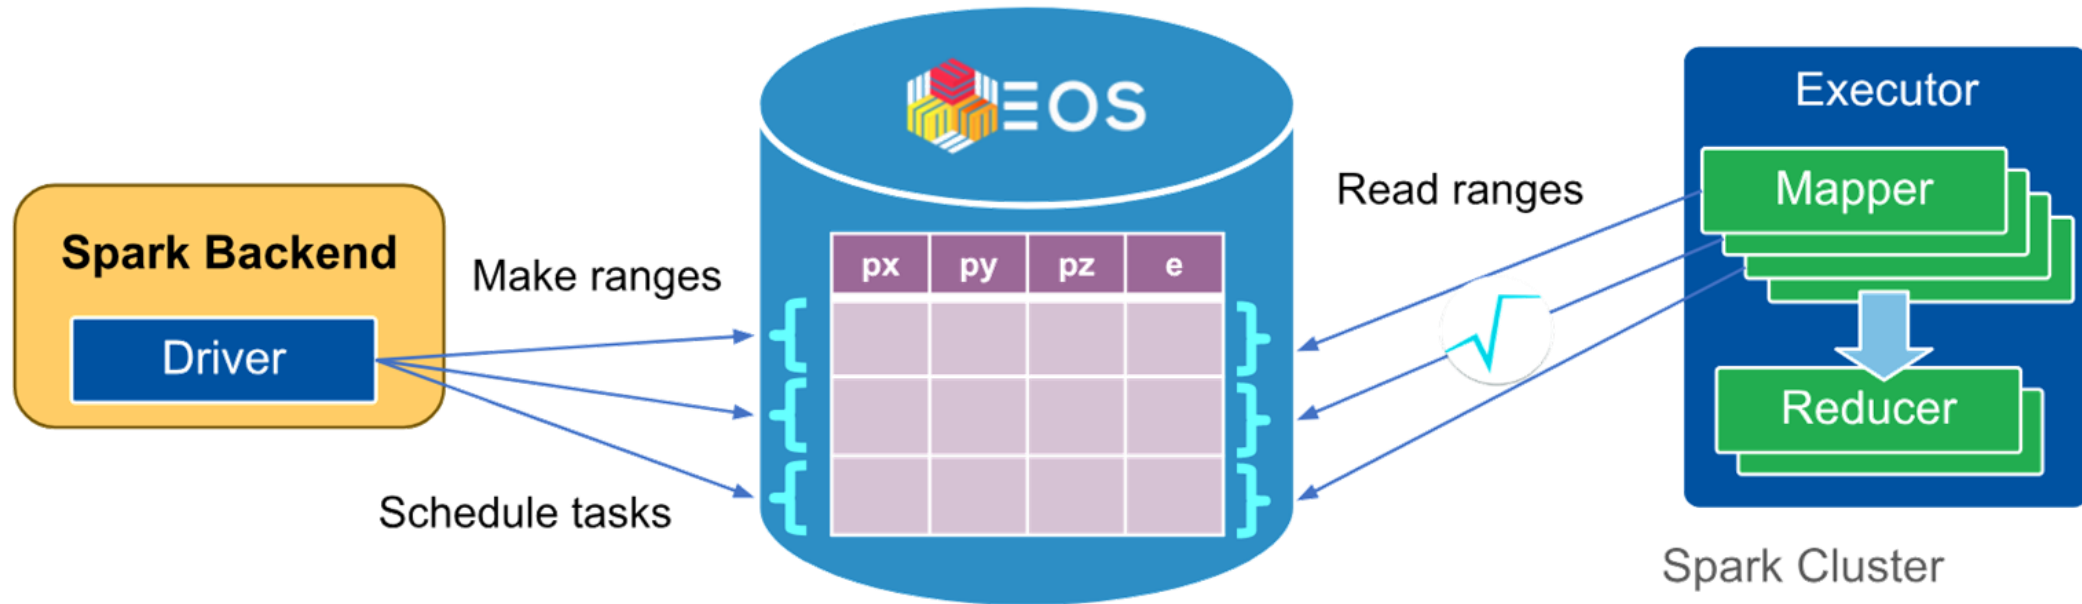 EOS
Executor
Mapper
Read ranges
Spark Backend
Make ranges
px py pz e
Driver
Reducer
Schedule tasks
Spark Cluster